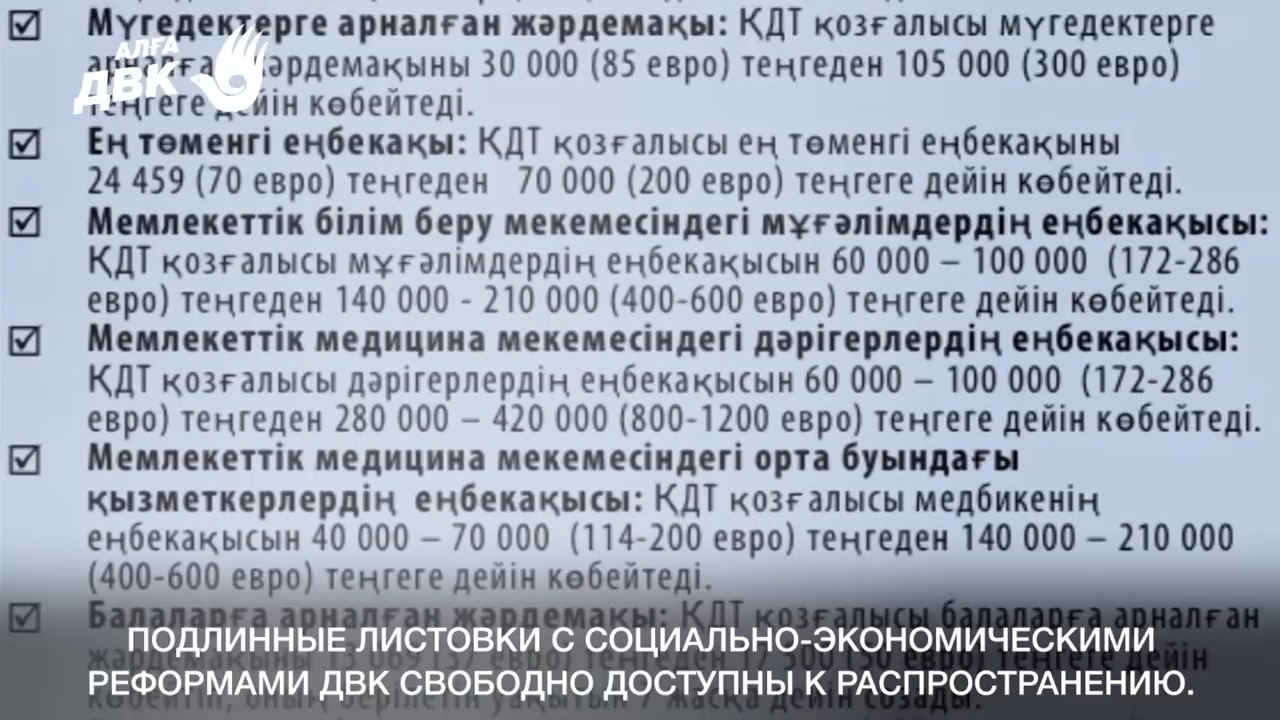 Мүгедектерге арналған жәрдемақы: ҚДТ қозғалысы мүгедектерге
арналған жәрдемақыны 30 000 (85 евро) теңгеден 105 000 (300 евро)
теңгеге дейін көбейтеді.
АЛҒА
ДВК
Ең төменгі еңбекақы: ҚДТ қозғалысы ең төменгі еңбекақыны
24 459 (70 евро) теңгеден 70 000 (200 евро) теңгеге дейін көбейтеді.
Мемлекеттік білім беру мекемесіндегі мұғәлімдердің еңбекақысы:
ҚДТ қозғалысы мұғәлімдердің еңбекақысын 60 000 – 100 000 (172-286
евро) теңгеден 140 000 - 210 000 (400-600 евро) теңгеге дейін көбейтеді.
Мемлекеттік медицина мекемесіндегі дәрігерлердің еңбекақысы:
ҚДТ қозғалысы дәрігерлердің еңбекақысын 60 000 – 100 000 (172-286
евро) теңгеден 280 000 – 420 000 (800-1200 евро) теңгеге дейін көбейтеді.
Мемлекеттік медицина мекемесіндегі орта буындағы
қызметкерлердің еңбекақысы: ҚДТ қозғалысы медбикенің
еңбекақысын 40 000 – 70 000 (114-200 евро) теңгеден 140 000 – 210 000
(400-600 евро) теңгеге дейін көбейтеді.
Балаларға арналған жәрдемақы: ҚДТ қозғалысы балаларға арналған
ПОДЛИННЫЕ ЛИСТОВКИ С СОЦИАЛЬНО-ЭКОНОМИЧЕСКИМИ
РЕФОРМАМИ ДВК СВОБОДНО ДОСТУПНЫ К РАСПРОСТРАНЕНИЮ.